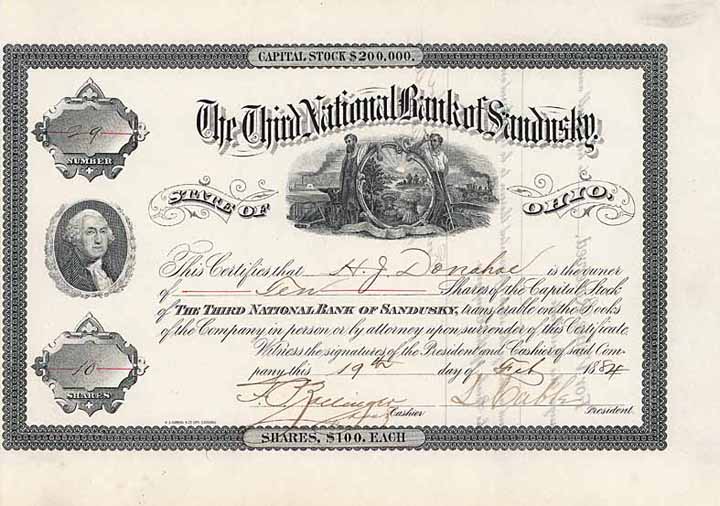 CAPITAL STOCK $200,000.
29
NUMBER
The Third National Bank of Sandusky.
STATE OF OHIO.
This Certifies that H. J. Donahoe is the owner
of Ten Shares of the Capital Stock
of THE THIRD NATIONAL BANK OF SANDUSKY, transferable on the Books
of the Company in person or by attorney upon surrender of this Certificate.
Witness the signatures of the President and Cashier of said Com-
pany this 19th day of Feb 1884
10
SHARES
Cashier
President.
SHARES, $100. EACH